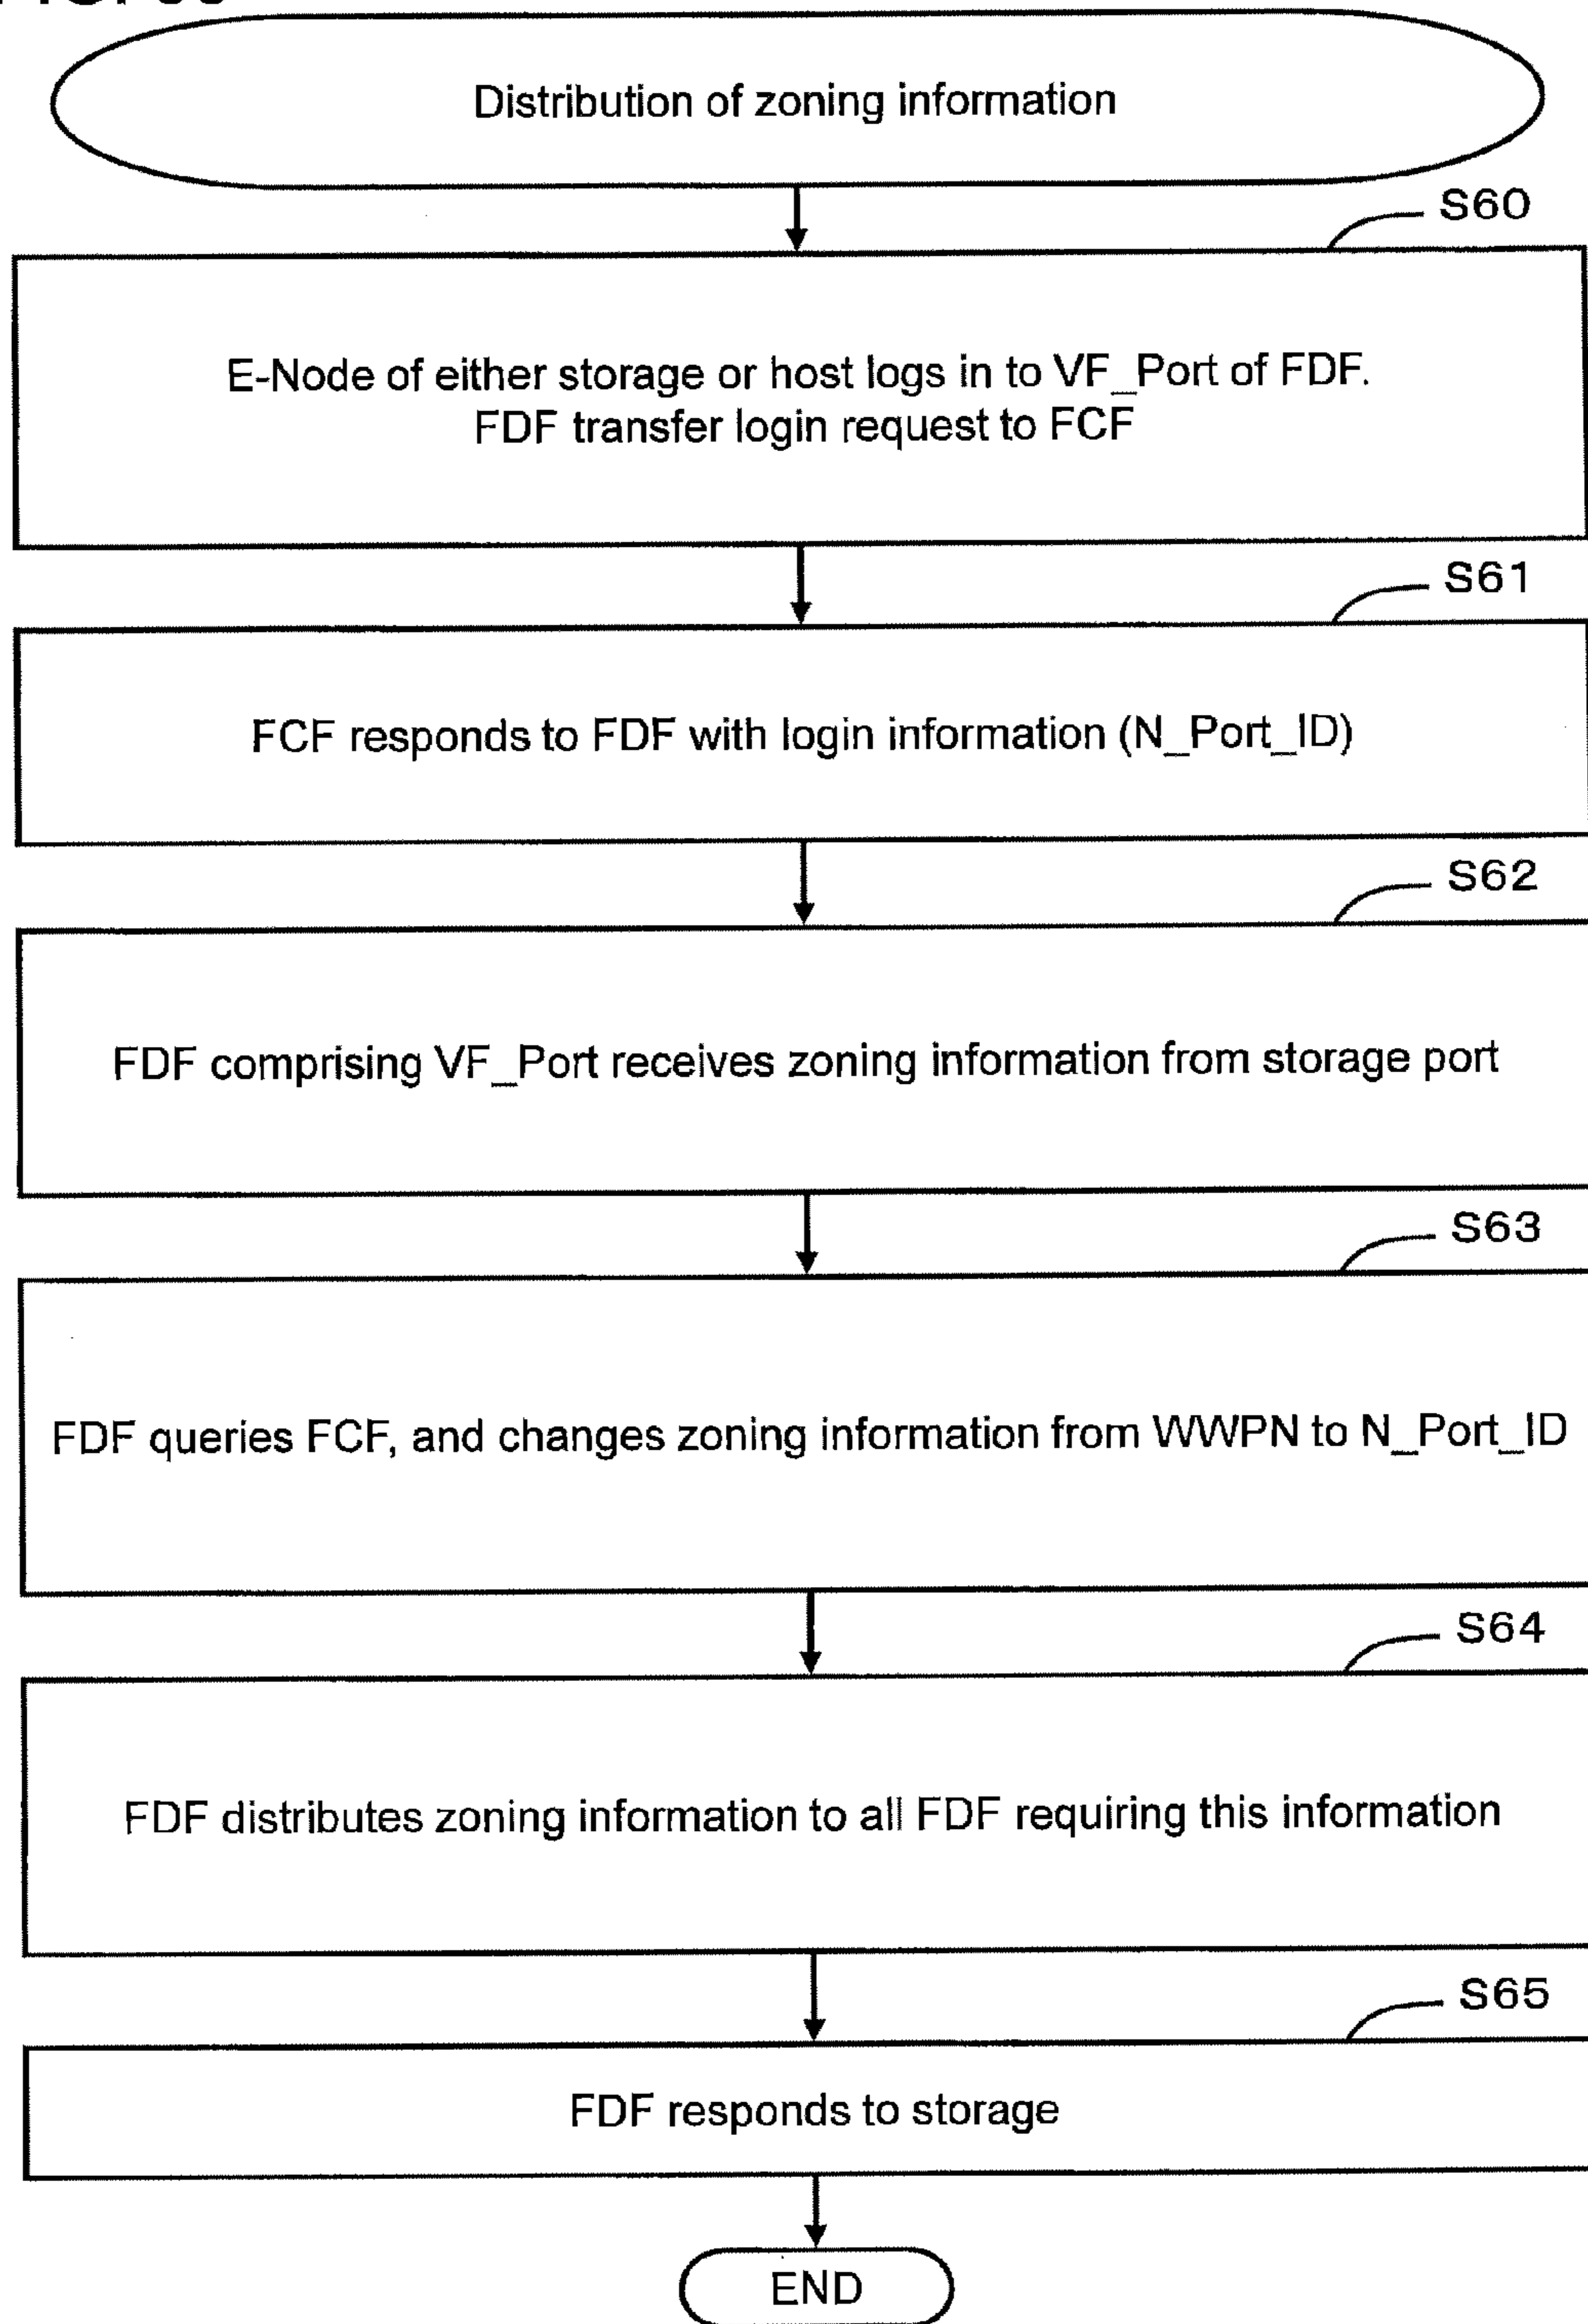 Distribution of zoning information
S60
E-Node of either storage or host logs in to VF_Port of FDF.
FDF transfer login request to FCF
S61
FCF responds to FDF with login information (N_Port_ID)
S62
FDF comprising VF_Port receives zoning information from storage port
S63
FDF queries FCF, and changes zoning information from WWPN to N_Port_ID
S64
FDF distributes zoning information to all FDF requiring this information
S65
FDF responds to storage
END